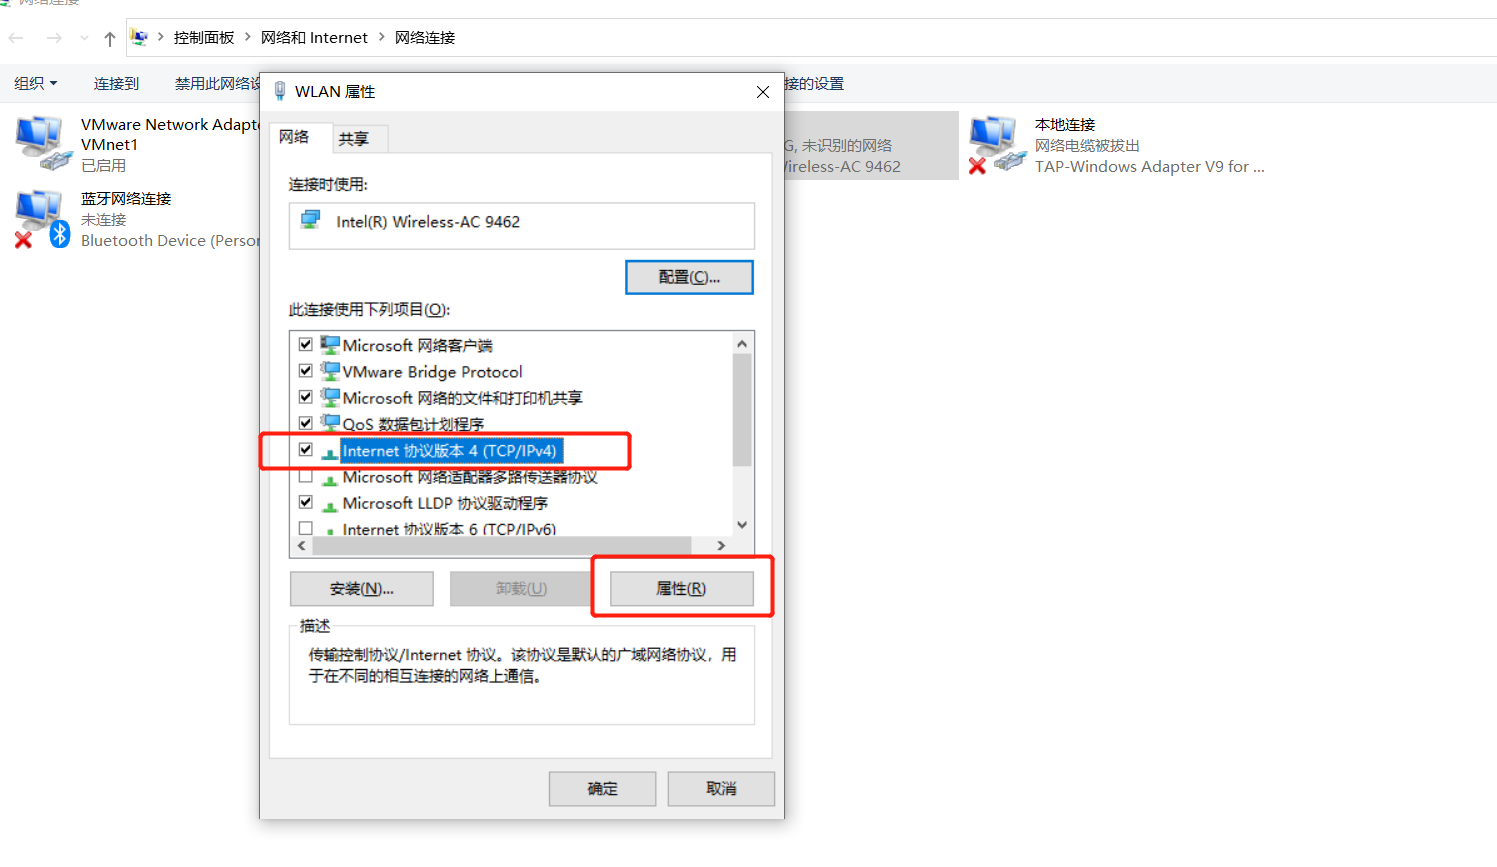 网络连接
控制面板 > 网络和 Internet > 网络连接
组织 连接到 禁用此网络设 接的设置
WLAN 属性
网络 共享
连接时使用:
Intel(R) Wireless-AC 9462
配置(C)...
此连接使用下列项目(O):
Microsoft 网络客户端
VMware Bridge Protocol
Microsoft 网络的文件和打印机共享
QoS 数据包计划程序
Internet 协议版本 4 (TCP/IPv4)
Microsoft 网络适配器多路传送器协议
Microsoft LLDP 协议驱动程序
Internet 协议版本 6 (TCP/IPv6)
安装(N)... 卸载(U) 属性(R)
描述
传输控制协议/Internet 协议。该协议是默认的广域网络协议，用
于在不同的相互连接的网络上通信。
确定 取消
VMware Network Adapte
VMnet1
已启用
蓝牙网络连接
未连接
Bluetooth Device (Person
G, 未识别的网络
ireless-AC 9462
本地连接
网络电缆被拔出
TAP-Windows Adapter V9 for ...